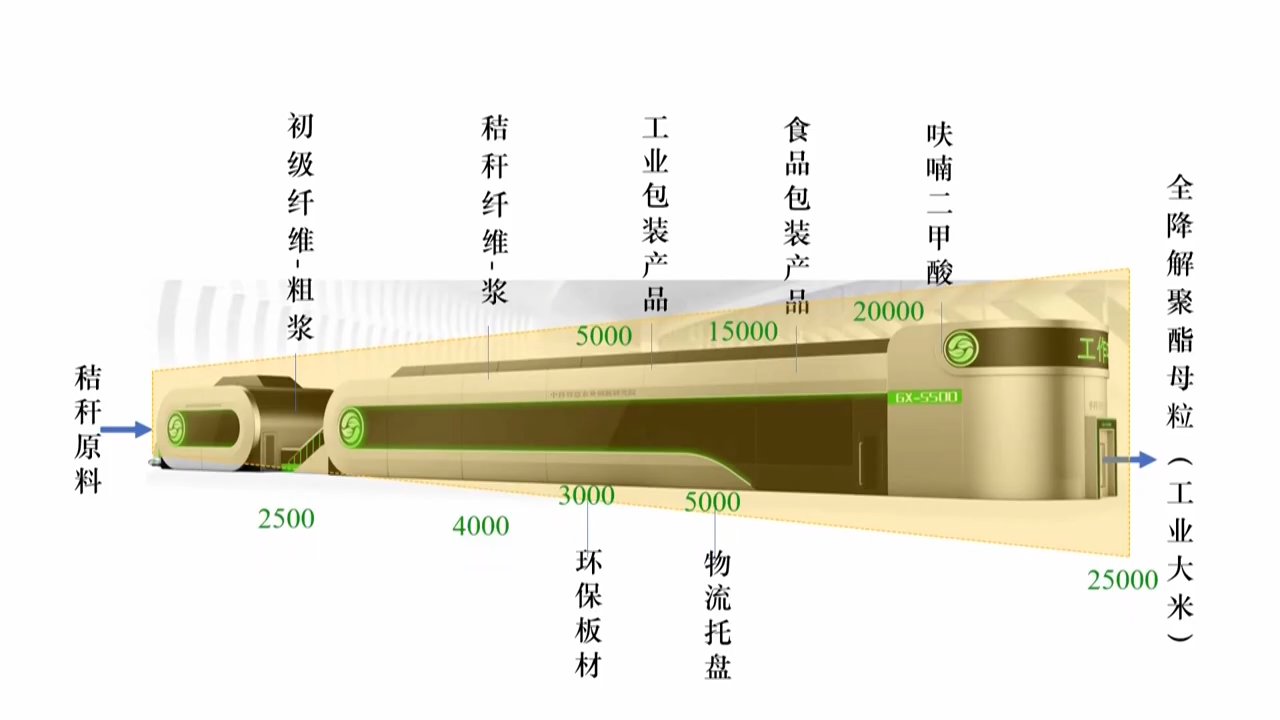 秸秆原料
初级纤维-粗浆
2500
秸秆纤维-浆
4000
工业包装产品
5000
3000
环保板材
食品包装产品
15000
5000
物流托盘
呋喃二甲酸
20000
GX-5500
工作
全降解聚酯母粒(工业大米)
25000